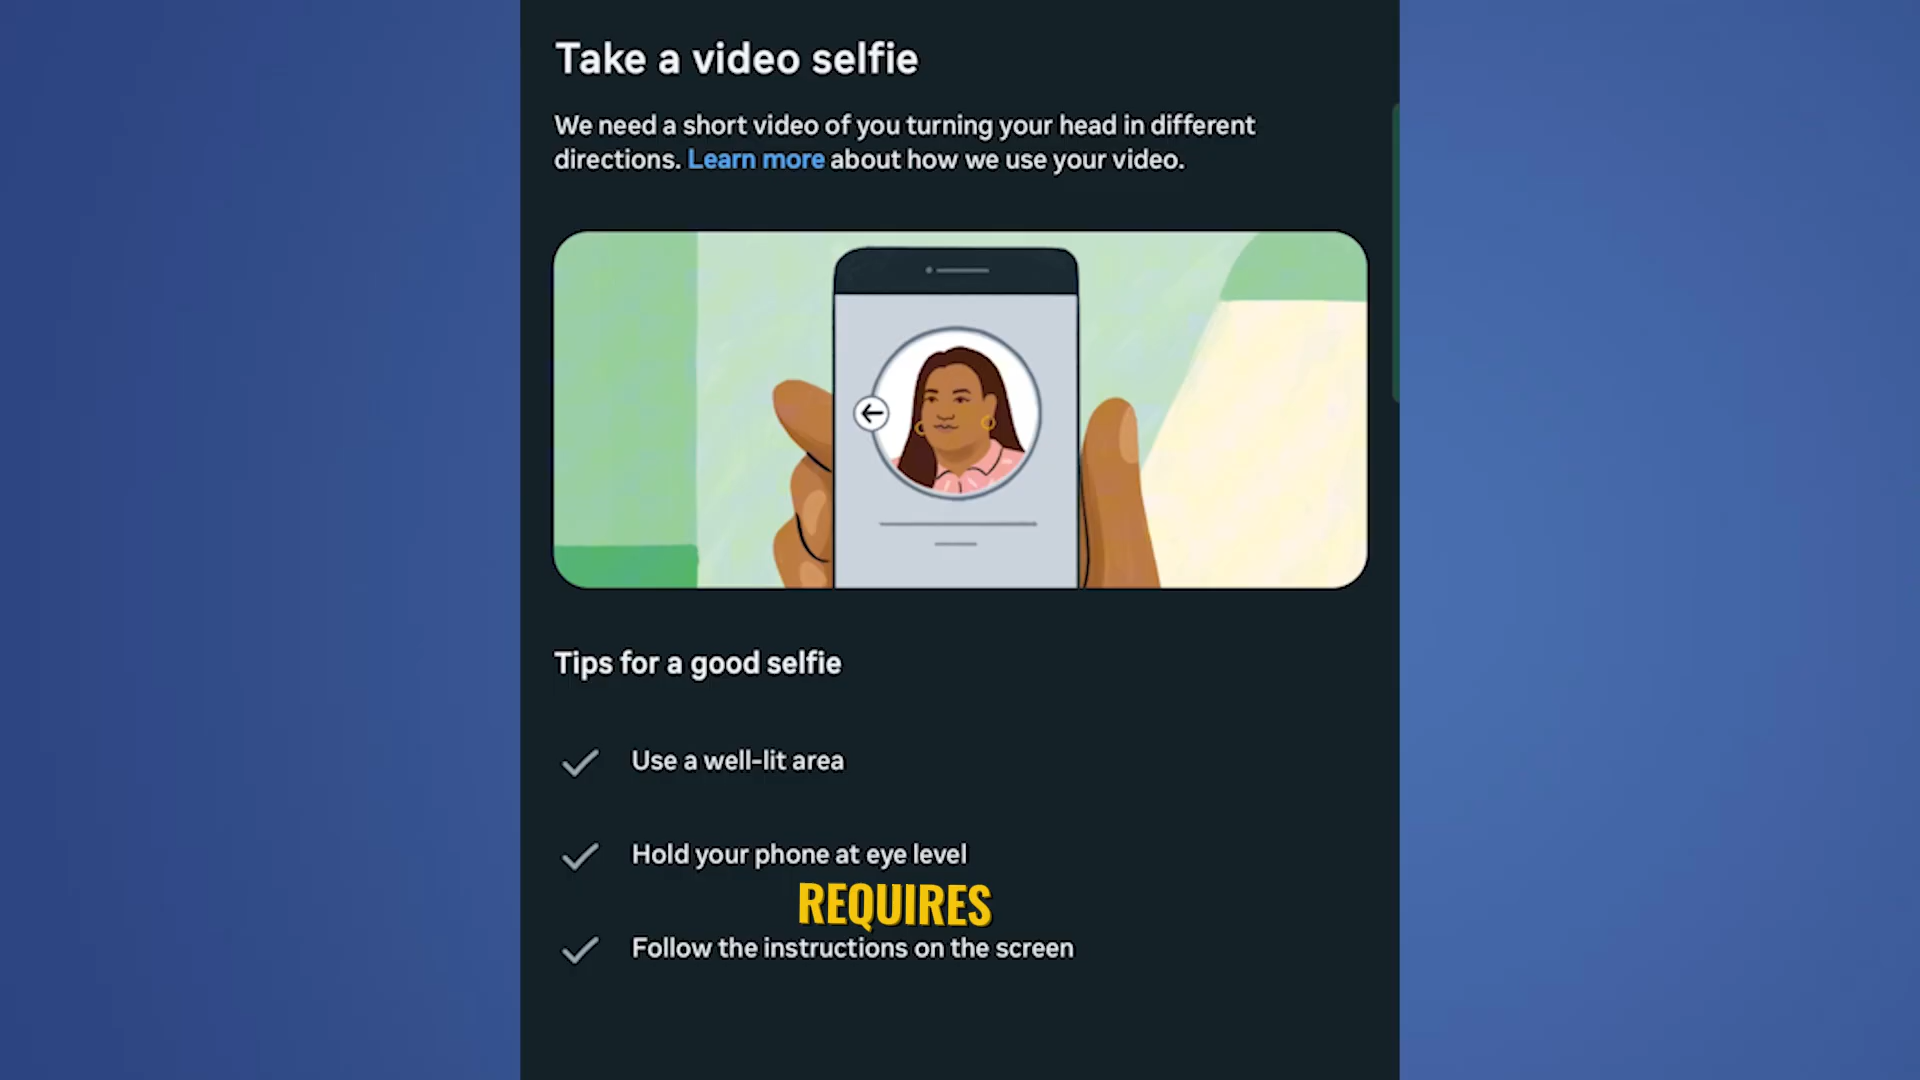 Take a video selfie
We need a short video of you turning your head in different
directions. Learn more about how we use your video.
Tips for a good selfie
Use a well-lit area
Hold your phone at eye level
REQUIRES
Follow the instructions on the screen